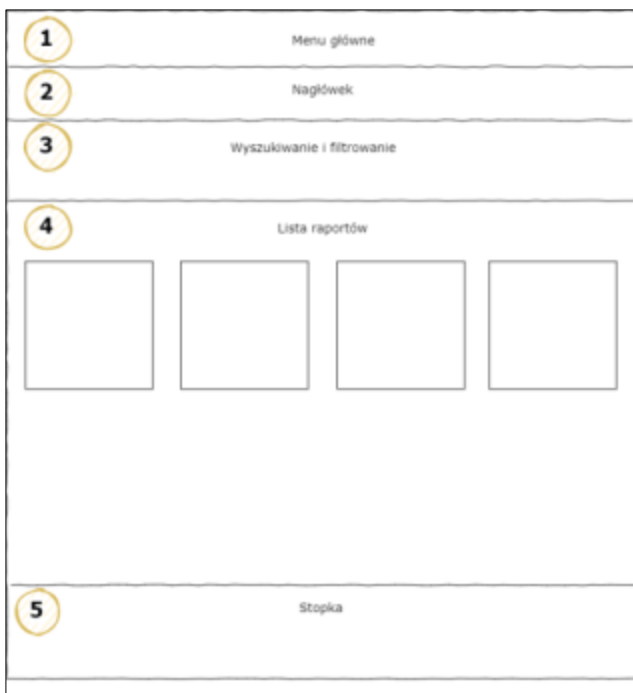 1
Menu główne
2
Nagłówek
3
Wyszukiwanie i filtrowanie
4
Lista raportów
5
Stopka